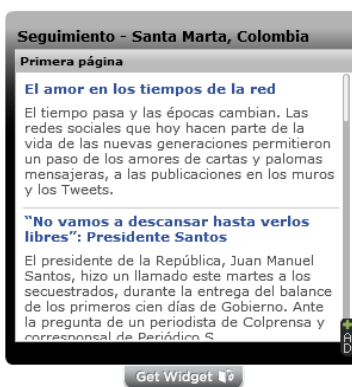 Seguimiento - Santa Marta, Colombia
Primera página
El amor en los tiempos de la red
El tiempo pasa y las épocas cambian. Las
redes sociales que hoy hacen parte de la
vida de las nuevas generaciones permitieron
un paso de los amores de cartas y palomas
mensajeras, a las publicaciones en los muros
y los Tweets.
“No vamos a descansar hasta verlos
libres”: Presidente Santos
El presidente de la República, Juan Manuel
Santos, hizo un llamado este martes a los
secuestrados, durante la entrega del balance
de los primeros cien días de Gobierno. Ante
la pregunta de un periodista de Colprensa y
corresponsal de Periódico S
Get Widget